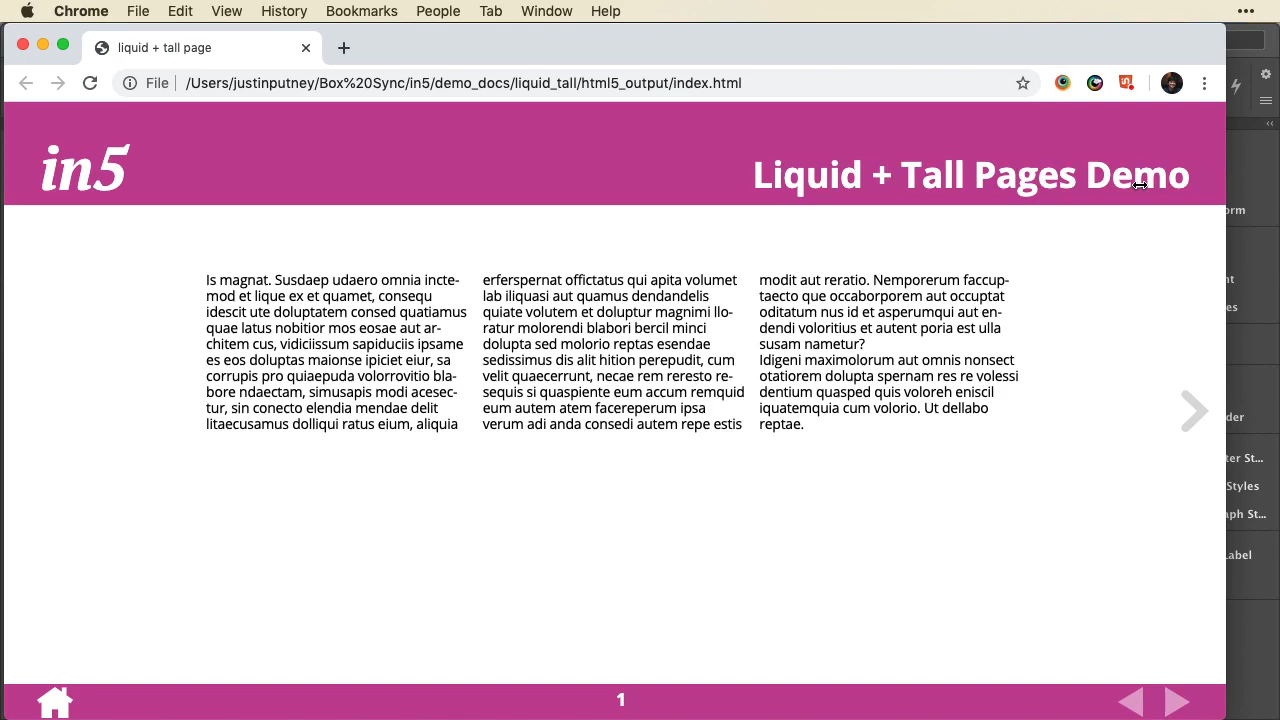 Chrome File Edit View History Bookmarks People Tab Window Help
liquid + tall page
File /Users/justinputney/Box%20Sync/in5/demo_docs/liquid_tall/html5_output/index.html
in5
Liquid + Tall Pages Demo
Is magnat. Susdaep udaero omnia incte-
mod et lique ex et quamet, consequ
idescit ute doluptatem consed quatiamus
quae latus nobitior mos eosae aut ar-
chitem cus, vidiciissum sapiduciis ipsame
es eos doluptas maionse ipiciet eiur, sa
corrupis pro quiaepuda volorrovitio bla-
bore ndaectam, simusapis modi acesec-
tur, sin conecto elendia mendae delit
litaecusamus dolliqui ratus eium, aliquia
erferspernat offictatus qui apita volumet
lab iliquasi aut quamus dendandelis
quiate volutem et doluptur magnimi llo-
ratur molorendi blabori bercil minci
dolupta sed molorio reptas esendae
sedissimus dis alit hition perepudit, cum
velit quaecerrunt, necae rem reresto re-
sequis si quaspiente eum accum remquid
eum autem atem facereperum ipsa
verum adi anda consedi autem repe estis
modit aut reratio. Nemporerum faccup-
taecto que occaborporem aut occuptat
oditatum nus id et asperumqui aut en-
dendi voloritius et autent poria est ulla
susam nametur?
Idigeni maximolorum aut omnis nonsect
otatiorem dolupta spernam res re volessi
dentium quasped quis voloreh eniscil
iquatemquia cum volorio. Ut dellabo
reptae.
1
orm
nt
es
der
ter St...
Styles
aph St...
Label